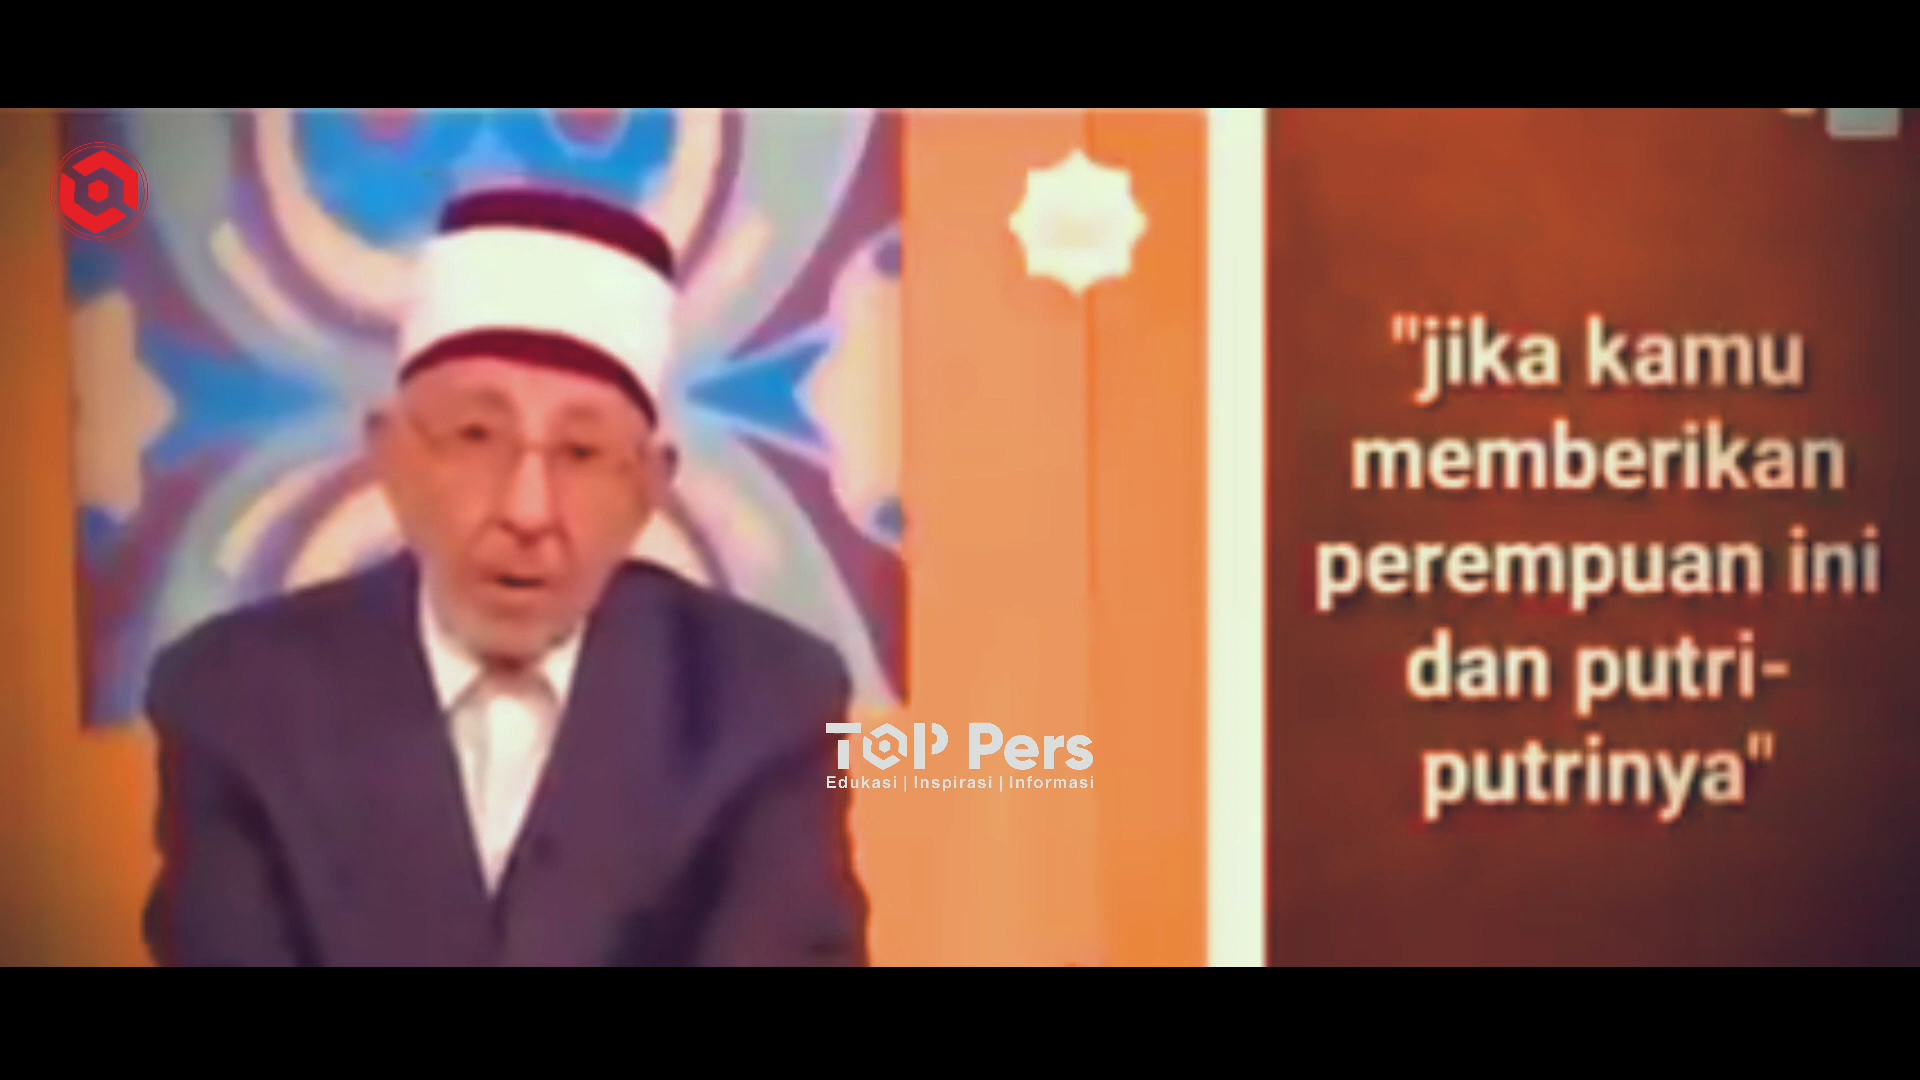 "jika kamu
memberikan
perempuan ini
dan putri-
putrinya"
TOP Pers
Edukasi | Inspirasi | Informasi